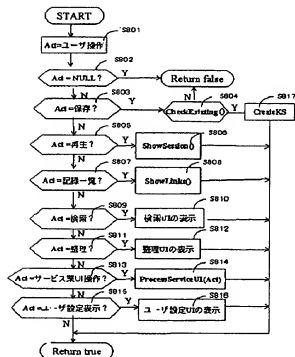 START
S801
Act=ユーザ操作
S802
Act=NULL?
Y
Return false
N
S803
Act=保存?
Y
N
S804
CheckExisting()
Y
S817
CreateKS
N
S805
Act=再生?
Y
S806
ShowSession()
N
S807
Act=記録一覧?
Y
S808
ShowLinks()
N
S809
Act=検索?
Y
S810
検索UIの表示
N
S811
Act=整理?
Y
S812
整理UIの表示
N
S813
Act=サービス業UI操作?
Y
S814
ProcessServiceUI(Act)
N
S815
Act=ユーザ設定表示?
Y
S816
ユーザ設定UIの表示
N
Return true